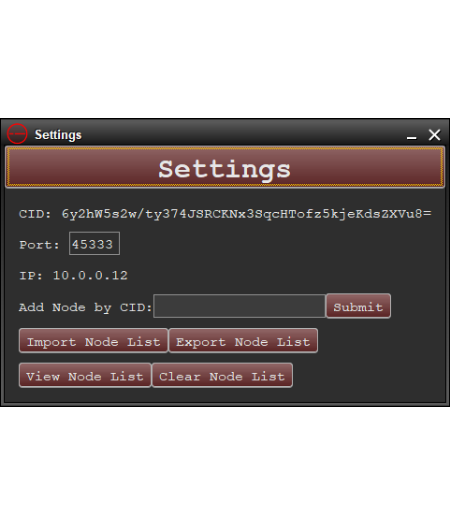 Settings
Settings
CID: 6y2hW5s2w/ty374JSRCKNx3SqcHTofz5kjeKdsZXVu8=
Port: 45333
IP: 10.0.0.12
Add Node by CID: Submit
Import Node List Export Node List
View Node List Clear Node List